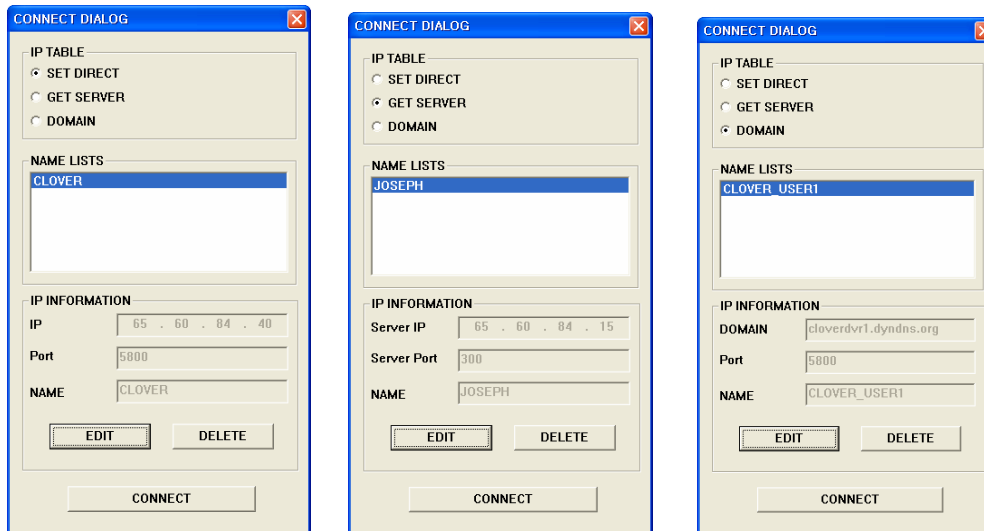 CONNECT DIALOG
IP TABLE
SET DIRECT
GET SERVER
DOMAIN
NAME LISTS
CLOVER
IP INFORMATION
IP 65 . 60 . 84 . 40
Port 5800
NAME CLOVER
EDIT DELETE
CONNECT
CONNECT DIALOG
IP TABLE
SET DIRECT
GET SERVER
DOMAIN
NAME LISTS
JOSEPH
IP INFORMATION
Server IP 65 . 60 . 84 . 15
Server Port 300
NAME JOSEPH
EDIT DELETE
CONNECT
CONNECT DIALOG
IP TABLE
SET DIRECT
GET SERVER
DOMAIN
NAME LISTS
CLOVER_USER1
IP INFORMATION
DOMAIN cloverdvr1.dyndns.org
Port 5800
NAME CLOVER_USER1
EDIT DELETE
CONNECT